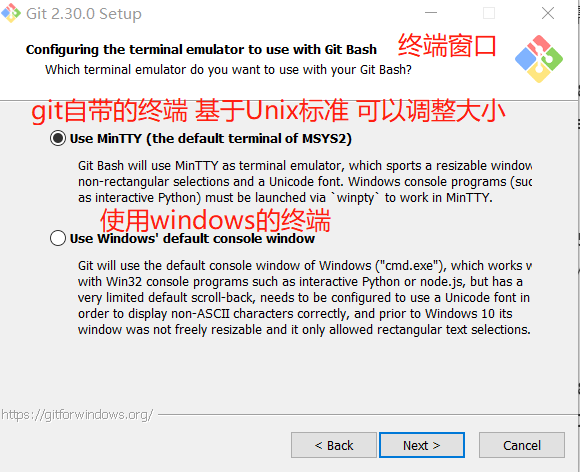 Git 2.30.0 Setup
Configuring the terminal emulator to use with Git Bash
终端窗口
Which terminal emulator do you want to use with your Git Bash?
git自带的终端 基于Unix标准 可以调整大小
Use MinTTY (the default terminal of MSYS2)
Git Bash will use MinTTY as terminal emulator, which sports a resizable window
non-rectangular selections and a Unicode font. Windows console programs (suc
as interactive Python) must be launched via `winpty` to work in MinTTY.
使用windows的终端
Use Windows' default console window
Git will use the default console window of Windows ("cmd.exe"), which works w
with Win32 console programs such as interactive Python or node.js, but has a
very limited default scroll-back, needs to be configured to use a Unicode font in
order to display non-ASCII characters correctly, and prior to Windows 10 its
window was not freely resizable and it only allowed rectangular text selections.
https://gitforwindows.org/
< Back
Next >
Cancel